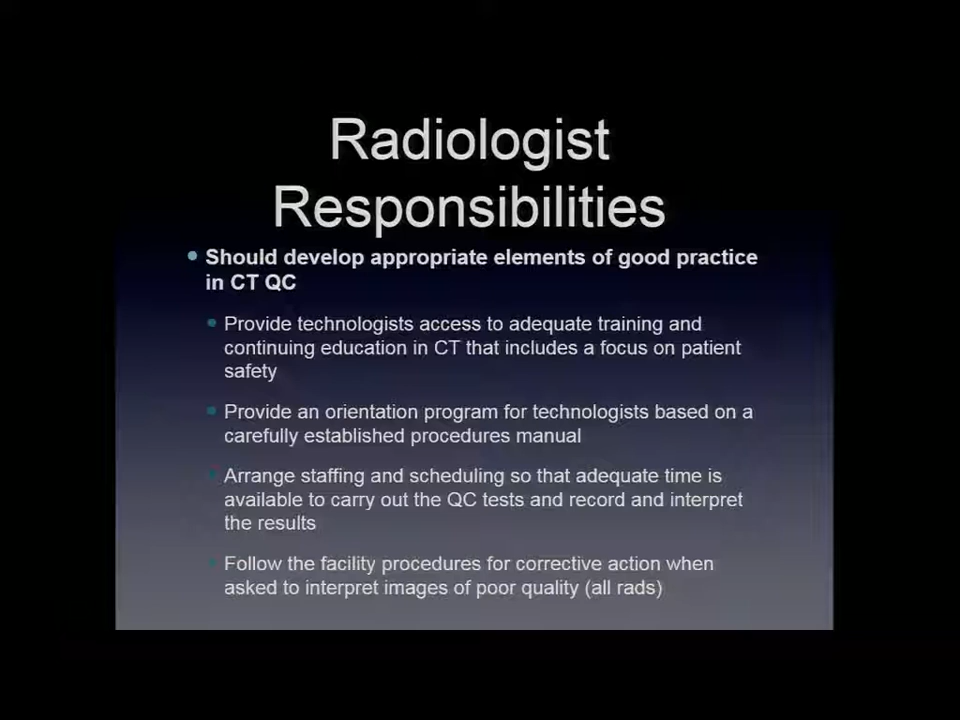 Radiologist
Responsibilities
Should develop appropriate elements of good practice
in CT QC
Provide technologists access to adequate training and
continuing education in CT that includes a focus on patient
safety
Provide an orientation program for technologists based on a
carefully established procedures manual
Arrange staffing and scheduling so that adequate time is
available to carry out the QC tests and record and interpret
the results
Follow the facility procedures for corrective action when
asked to interpret images of poor quality (all rads)